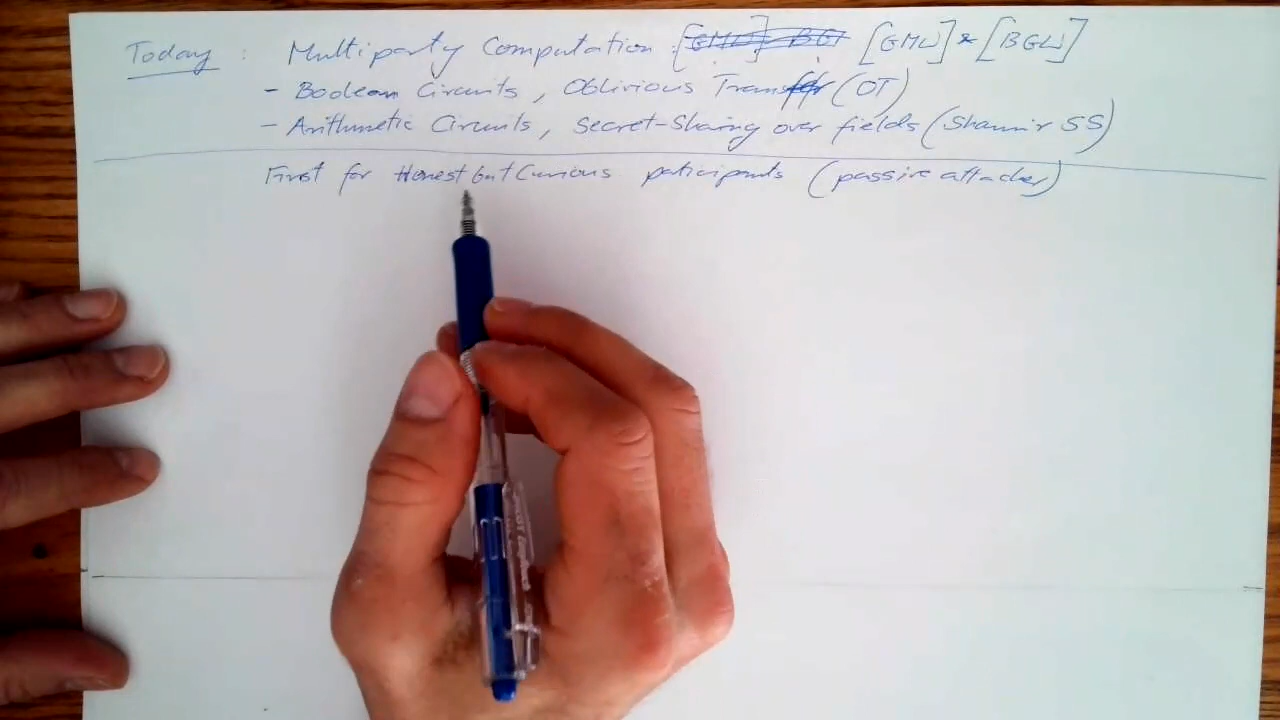 Today : Multiparty Computation : [GMW] & [BGW]
- Boolean Circuits, Oblivious Transfer (OT)
- Arithmetic Circuits, Secret-Sharing over fields (Shamir SS)
First for Honest but Curious participants (passive attacker)